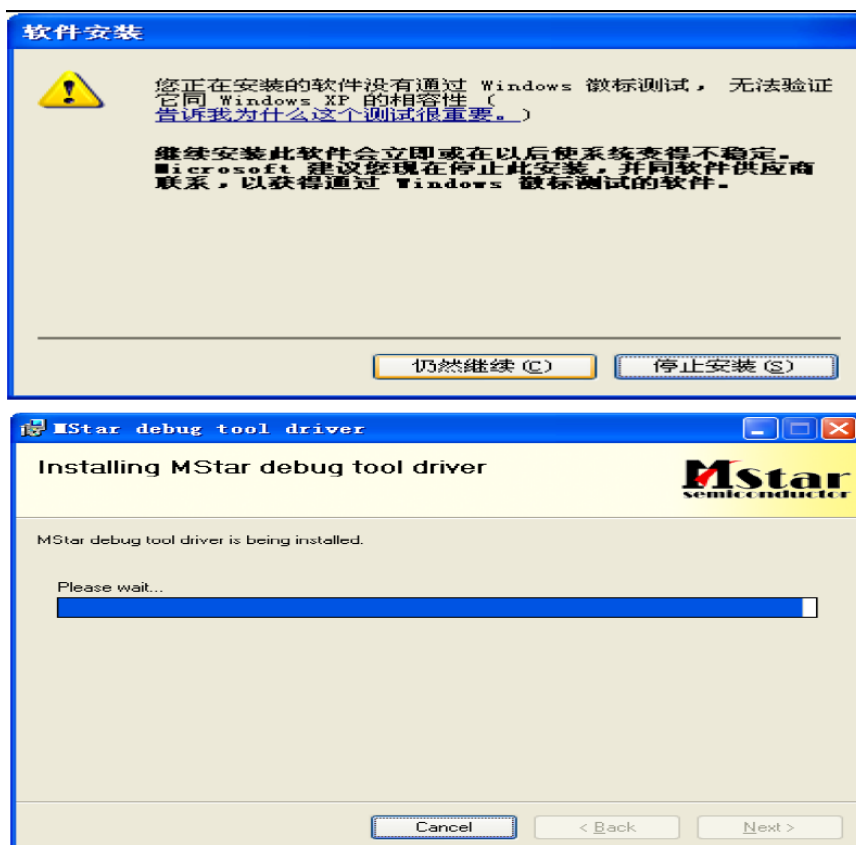 软件安装
您正在安装的软件没有通过 Windows 徽标测试， 无法验证
它同 Windows XP 的相容性 (
告诉我为什么这个测试很重要。)
继续安装此软件会立即或在以后使系统变得不稳定。
Microsoft 建议您现在停止此安装，并同软件供应商
联系，以获得通过 Windows 徽标测试的软件。
仍然继续(C)
停止安装(S)
MStar debug tool driver
Installing MStar debug tool driver
MStar
semiconductor
MStar debug tool driver is being installed.
Please wait...
Cancel
< Back
Next >